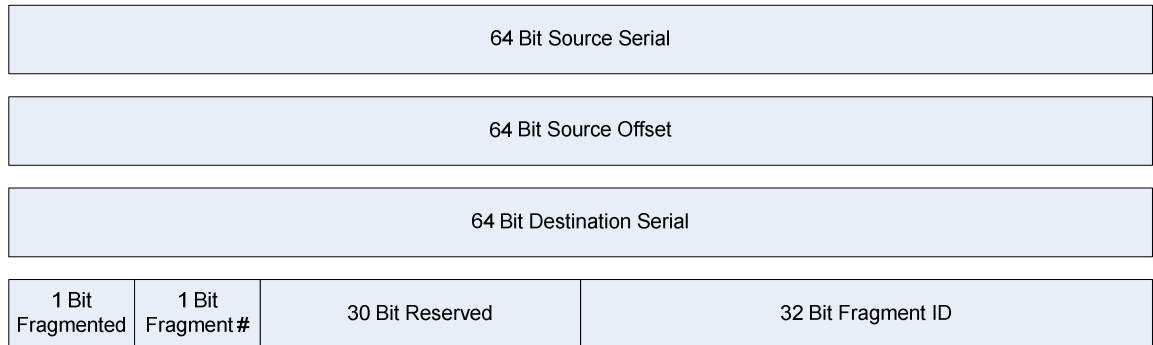 64 Bit Source Serial
64 Bit Source Offset
64 Bit Destination Serial
1 Bit
Fragmented
1 Bit
Fragment #
30 Bit Reserved
32 Bit Fragment ID